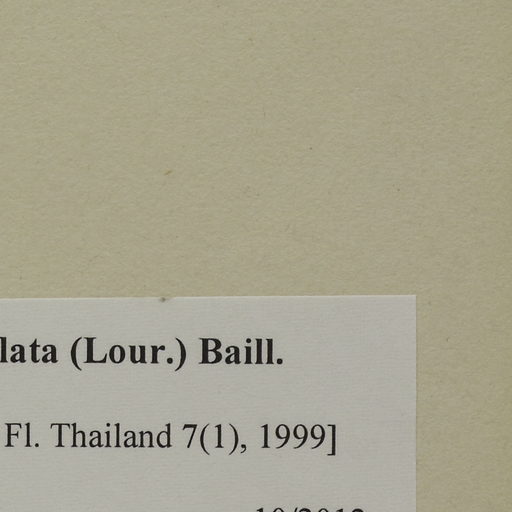 lata (Lour.) Baill.
Fl. Thailand 7(1), 1999]